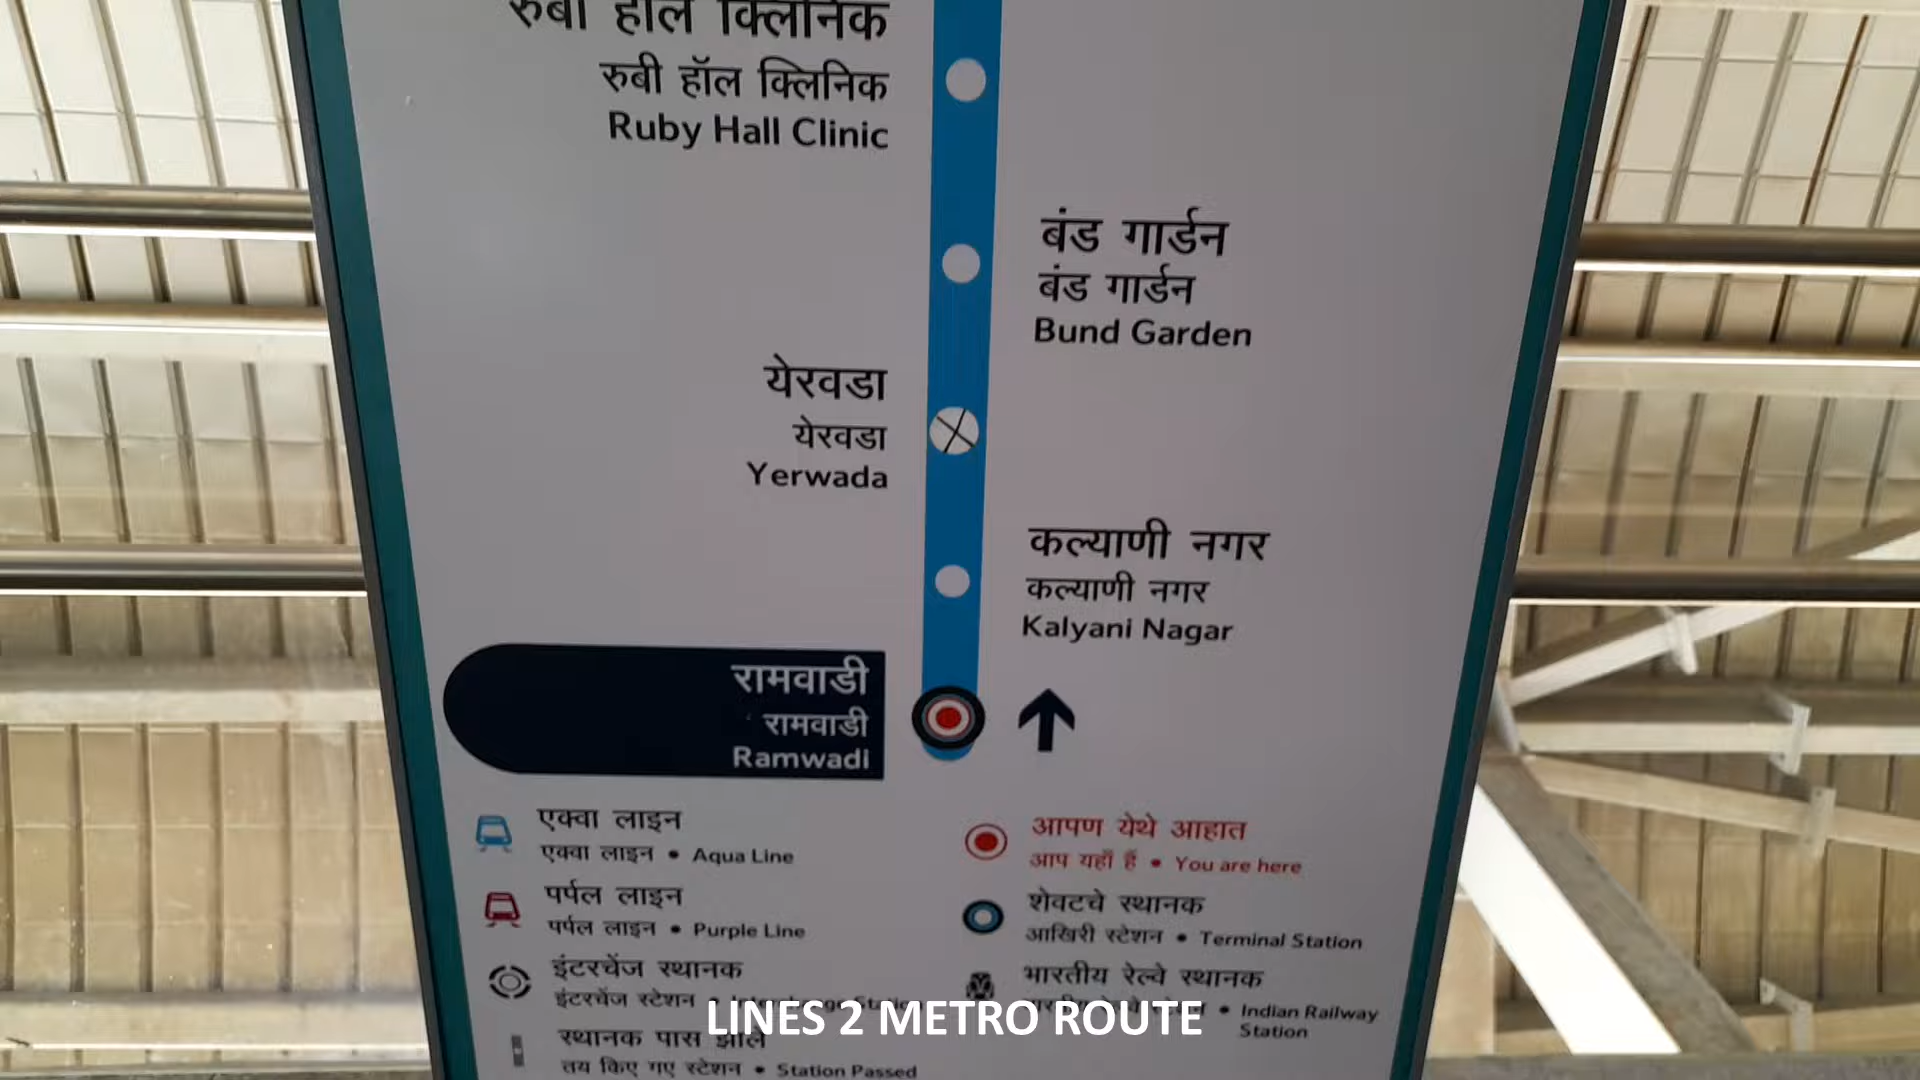 रुबी हॉल क्लिनिक
रुबी हॉल क्लिनिक
Ruby Hall Clinic
बंड गार्डन
बंड गार्डन
Bund Garden
येरवडा
येरवडा
Yerwada
कल्याणी नगर
कल्याणी नगर
Kalyani Nagar
रामवाडी
रामवाडी
Ramwadi
एक्वा लाइन
एक्वा लाइन • Aqua Line
पर्पल लाइन
पर्पल लाइन • Purple Line
इंटरचेंज स्थानक
इंटरचेंज स्टेशन •
स्थानक पास झाले
तय किए गए स्टेशन • Station Passed
आपण येथे आहात
आप यहाँ हैं • You are here
शेवटचे स्थानक
आखिरी स्टेशन • Terminal Station
भारतीय रेल्वे स्थानक
• Indian Railway
Station
LINES 2 METRO ROUTE